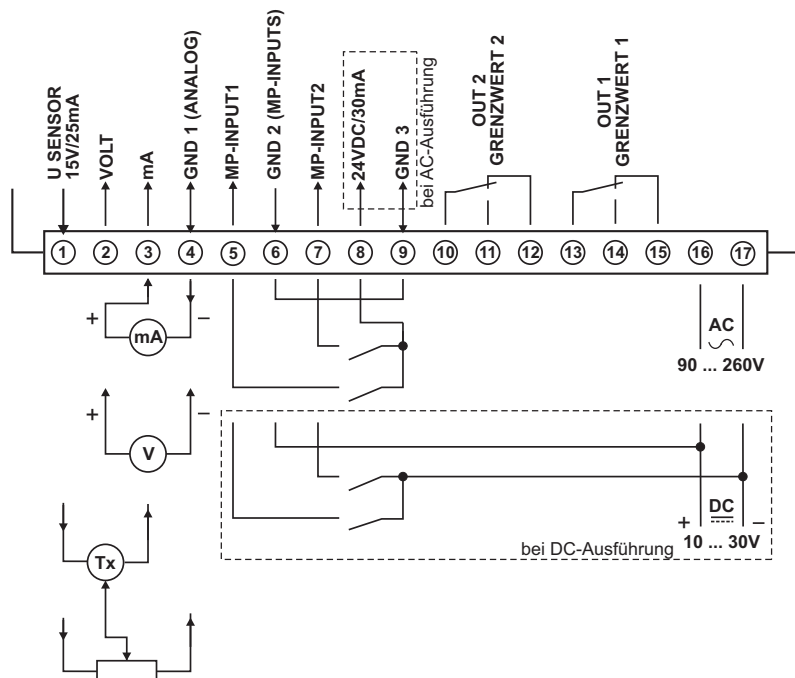 U SENSOR
15V/25mA
VOLT
mA
GND 1 (ANALOG)
MP-INPUT1
GND 2 (MP-INPUTS)
MP-INPUT2
24VDC/30mA
GND 3
bei AC-Ausführung
OUT 2
GRENZWERT 2
OUT 1
GRENZWERT 1
1 2 3 4 5 6 7 8 9 10 11 12 13 14 15 16 17
+ mA −
AC
90 ... 260V
+ V −
+ DC −
10 ... 30V
bei DC-Ausführung
Tx